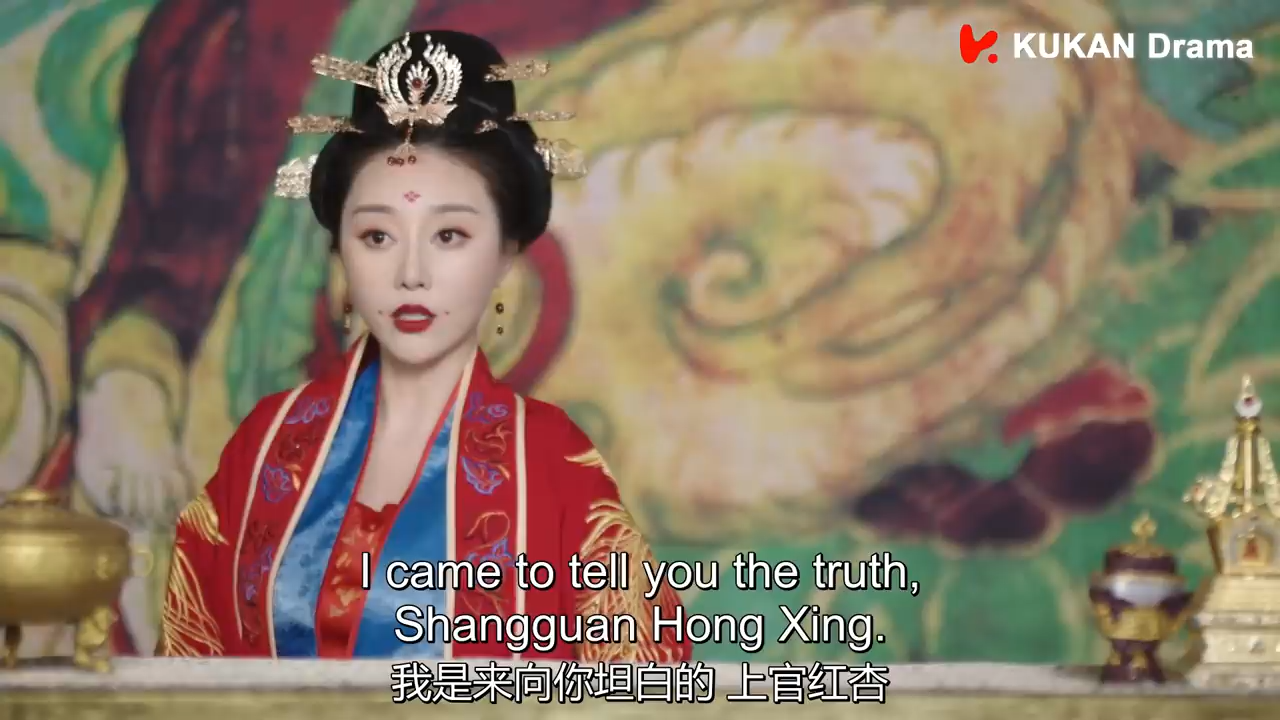 KUKAN Drama
I came to tell you the truth,
Shangguan Hong Xing.
我是来向你坦白的 上官红杏